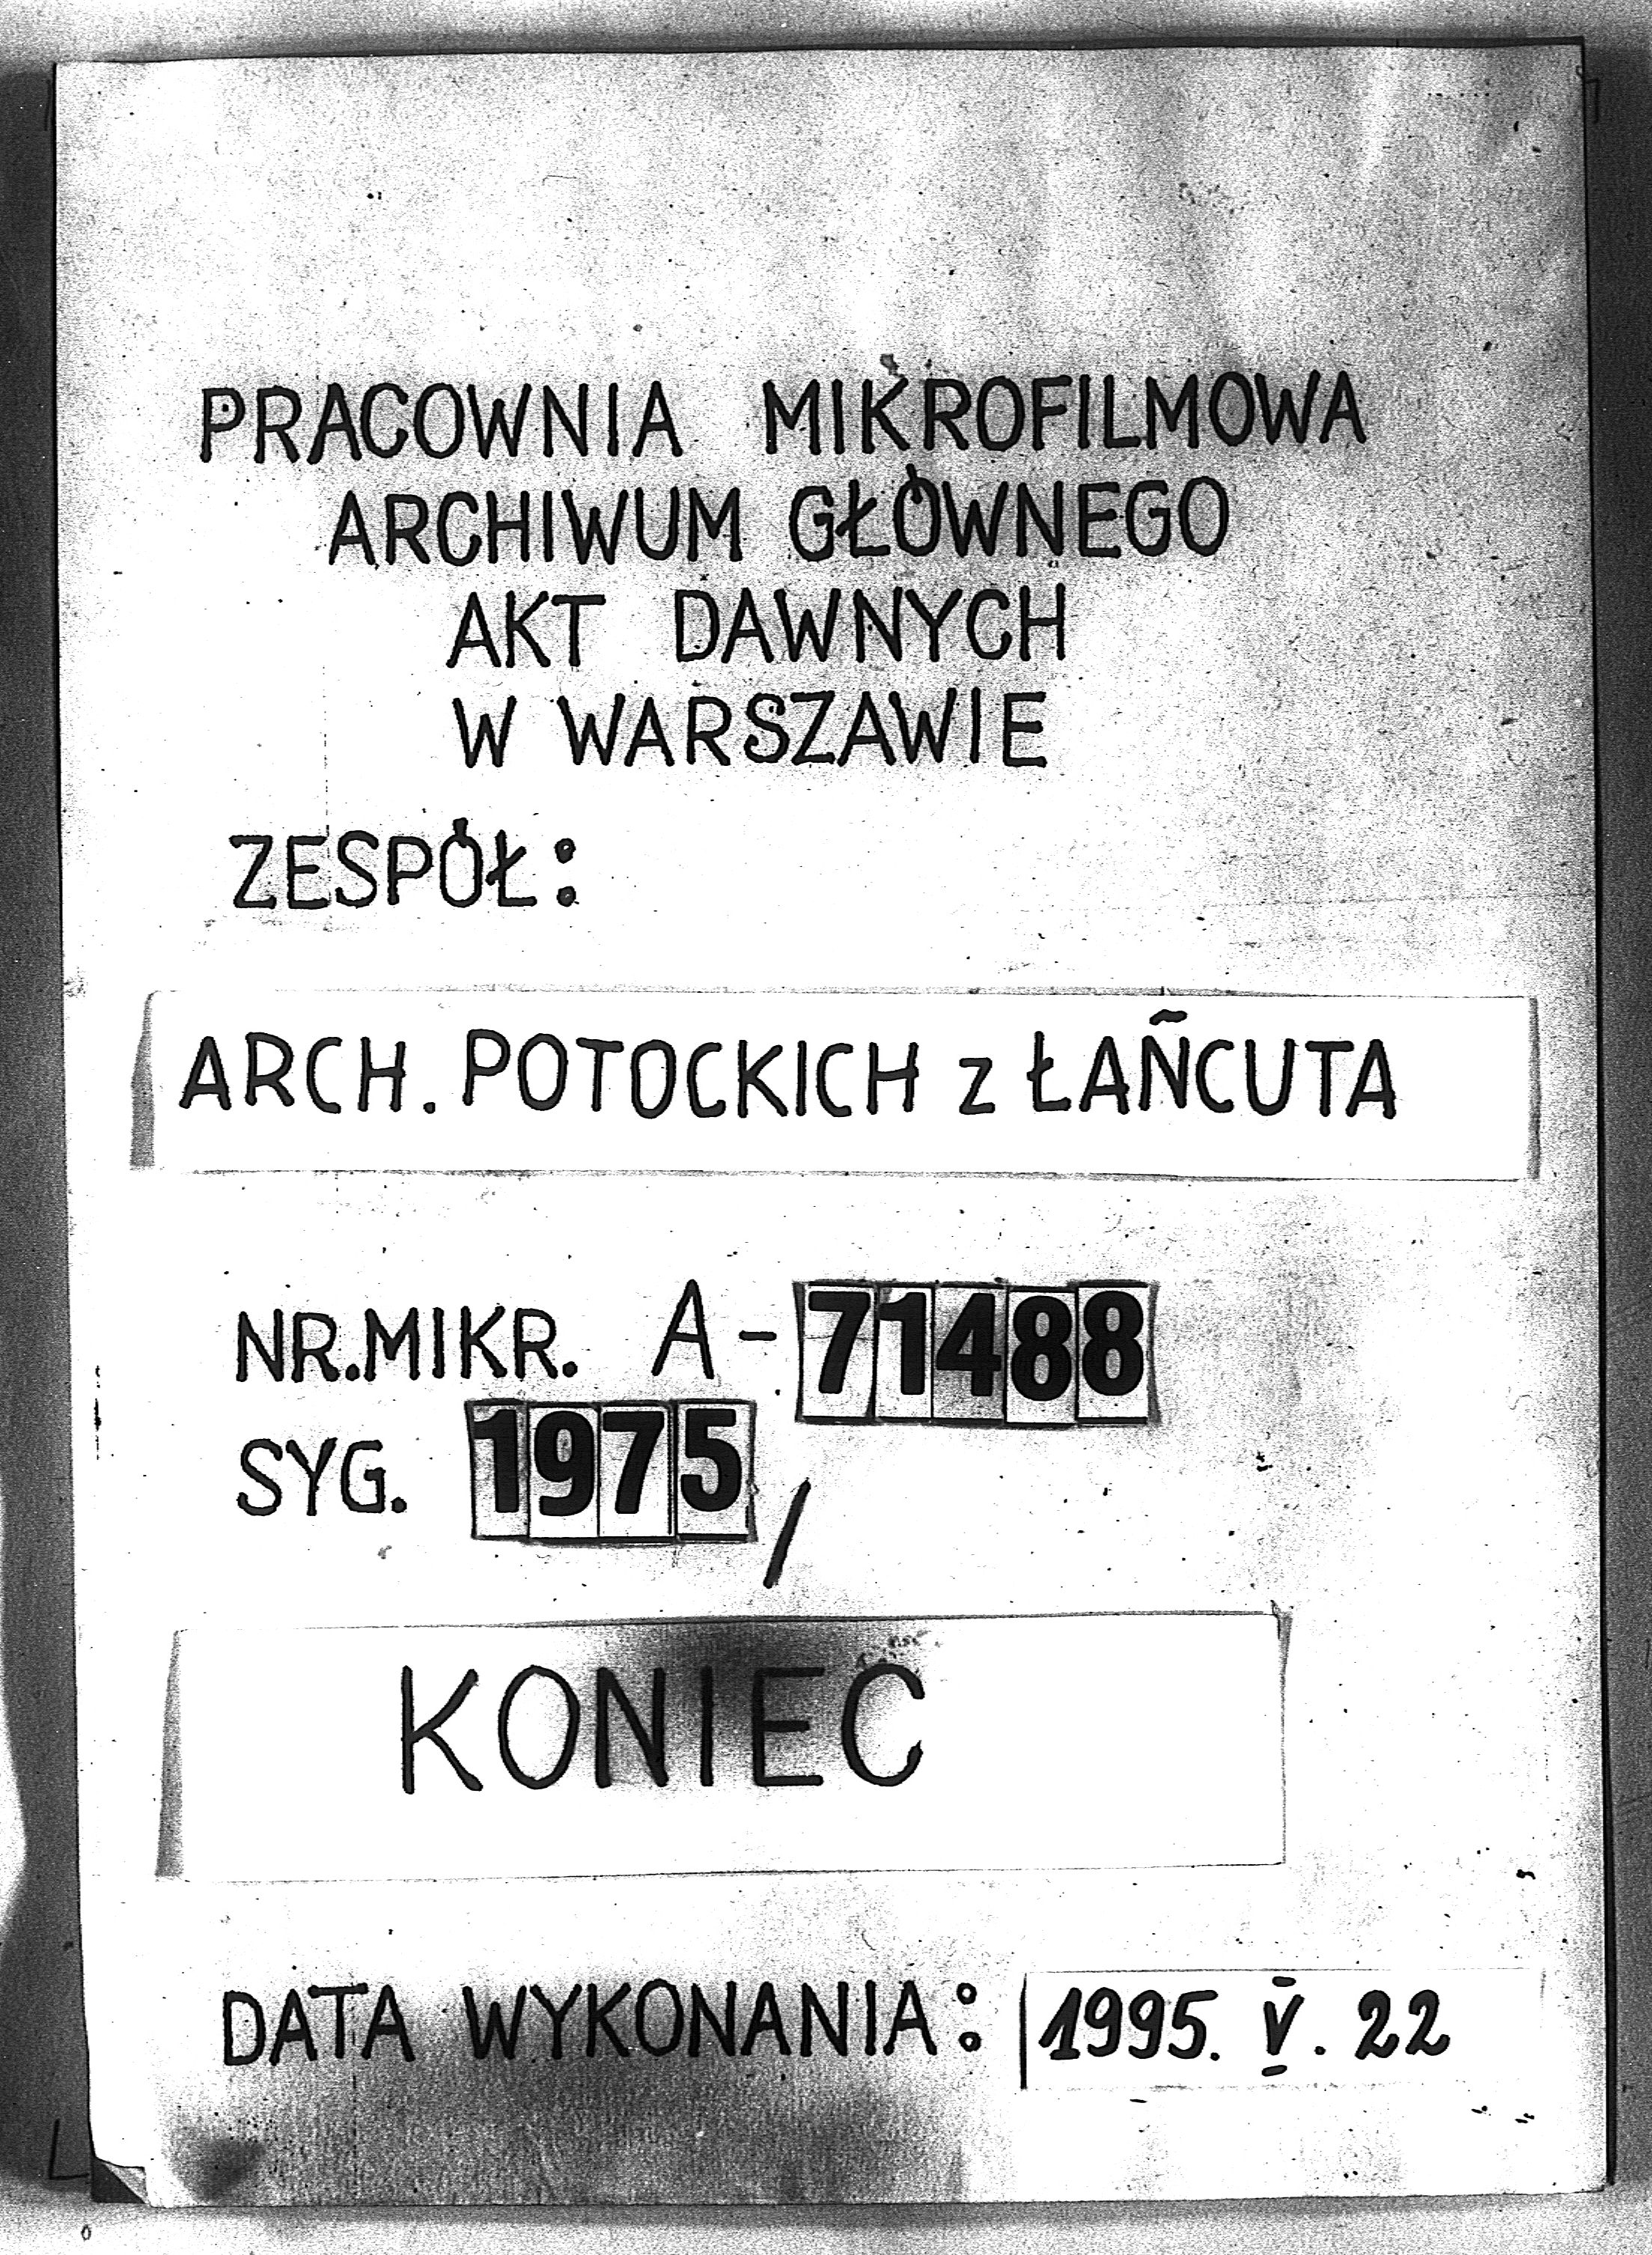 PRACOWNIA MIKROFILMOWA
ARCHIWUM GŁÓWNEGO
AKT DAWNYCH
W WARSZAWIE
ZESPÓŁ:
ARCH. POTOCKICH z ŁAÑCUTA
NR.MIKR. A-71488
SYG. 1975/
KONIEC
DATA WYKONANIA: 1995. V. 22